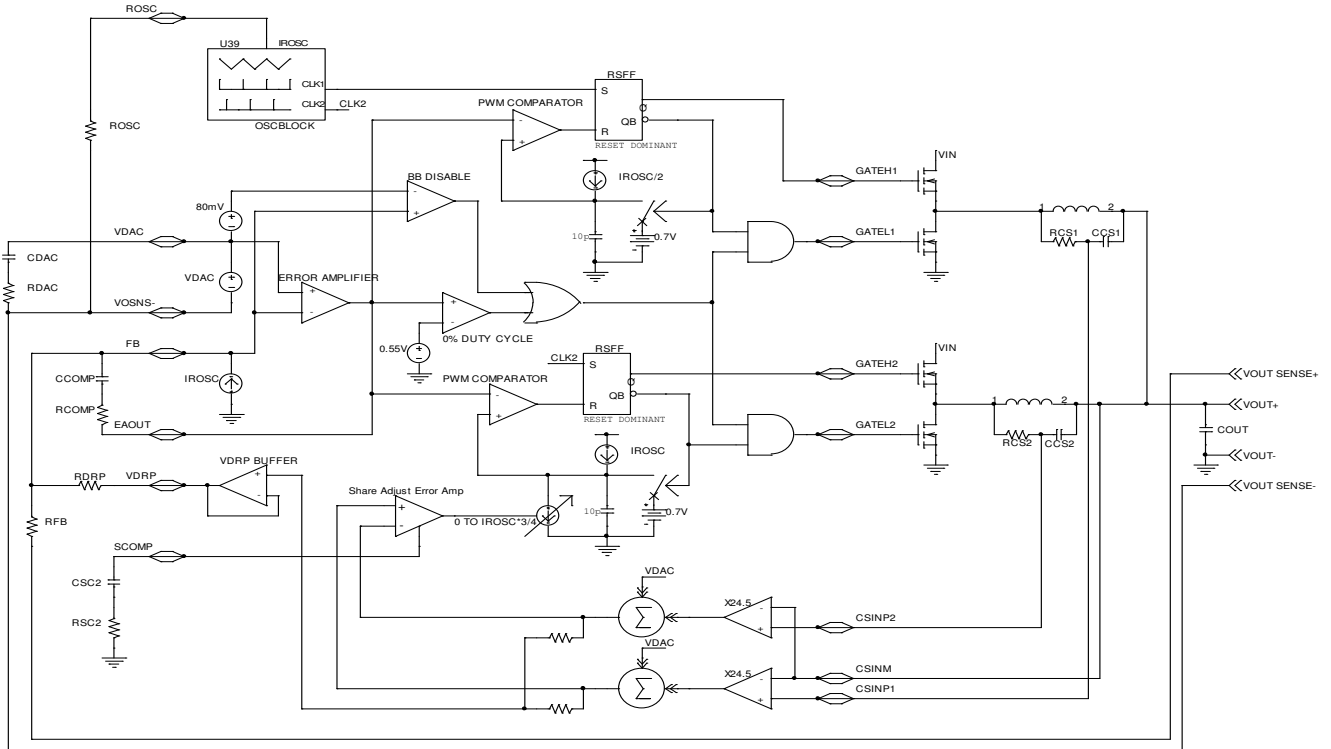 ROSC
U39 IROSC
CLK1
CLK2 CLK2
OSCBLOCK
ROSC
RSFF
S
QB
R
RESET DOMINANT
PWM COMPARATOR
- +
IROSC/2
10p
0.7V
BB DISABLE
- +
80mV
VDAC
CDAC
RDAC
VDAC
VOSNS-
ERROR AMPLIFIER
+ -
0.55V
0% DUTY CYCLE
+ -
FB
CCOMP
IROSC
RCOMP
EAOUT
VIN
GATEH1
GATEL1
1 2
RCS1 CCS1
CLK2
RSFF
S
QB
R
RESET DOMINANT
PWM COMPARATOR
- +
IROSC
10p
0.7V
VIN
GATEH2
GATEL2
1 2
RCS2 CCS2
VOUT SENSE+
VOUT+
COUT
VOUT-
VOUT SENSE-
VDRP BUFFER
+ -
RDRP
VDRP
RFB
Share Adjust Error Amp
+ -
0 TO IROSC*3/4
SCOMP
CSC2
RSC2
VDAC
Σ
X24.5
- +
CSINP2
VDAC
Σ
X24.5
- +
CSINM
CSINP1